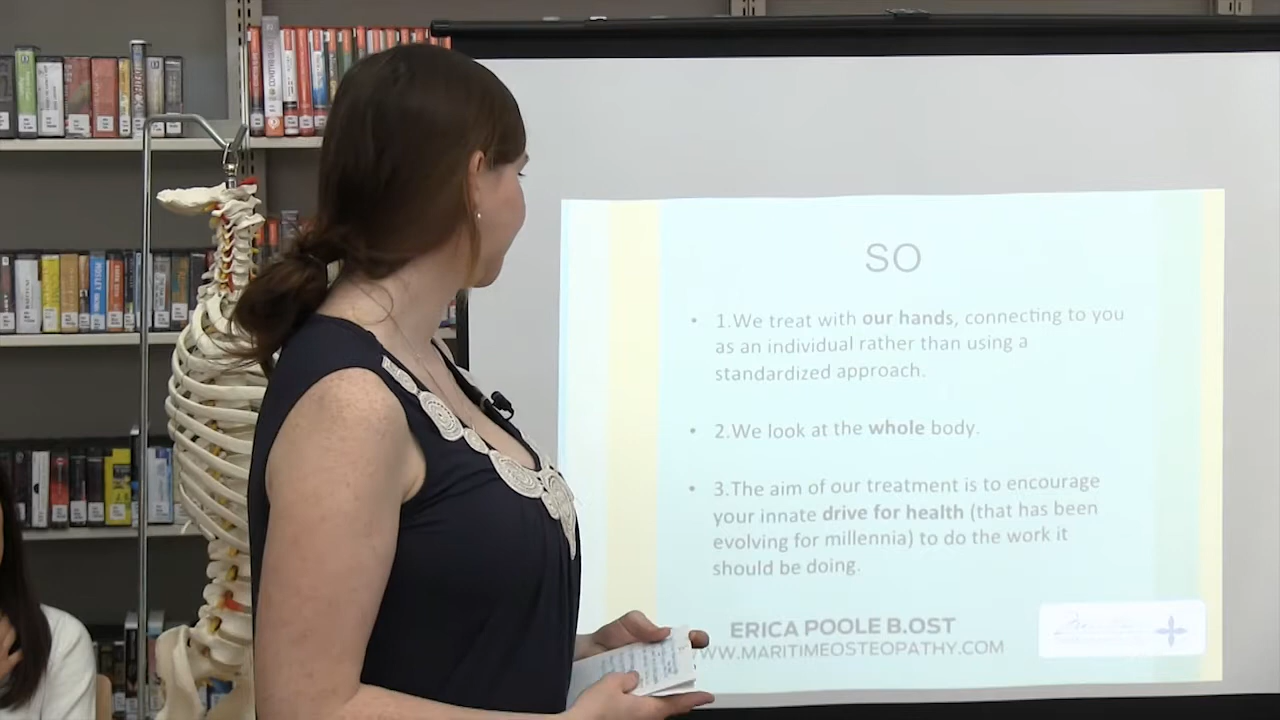 SO
• 1.We treat with our hands, connecting to you
as an individual rather than using a
standardized approach.
• 2.We look at the whole body.
• 3.The aim of our treatment is to encourage
your innate drive for health (that has been
evolving for millennia) to do the work it
should be doing.
ERICA POOLE B.OST
WW.MARITIMEOSTEOPATHY.COM